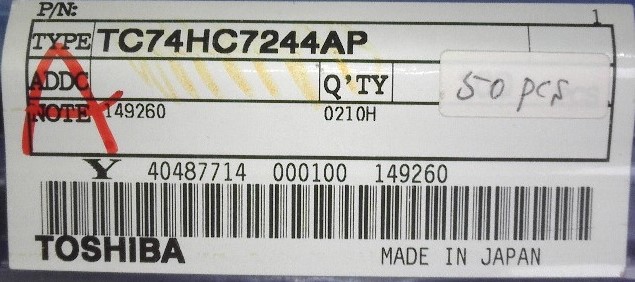 P/N:
1
TYPE TC74HC7244AP
ADDC Q'TY 50 pcs
NOTE 149260 0210H
A
Y 40487714 000100 149260
TOSHIBA MADE IN JAPAN